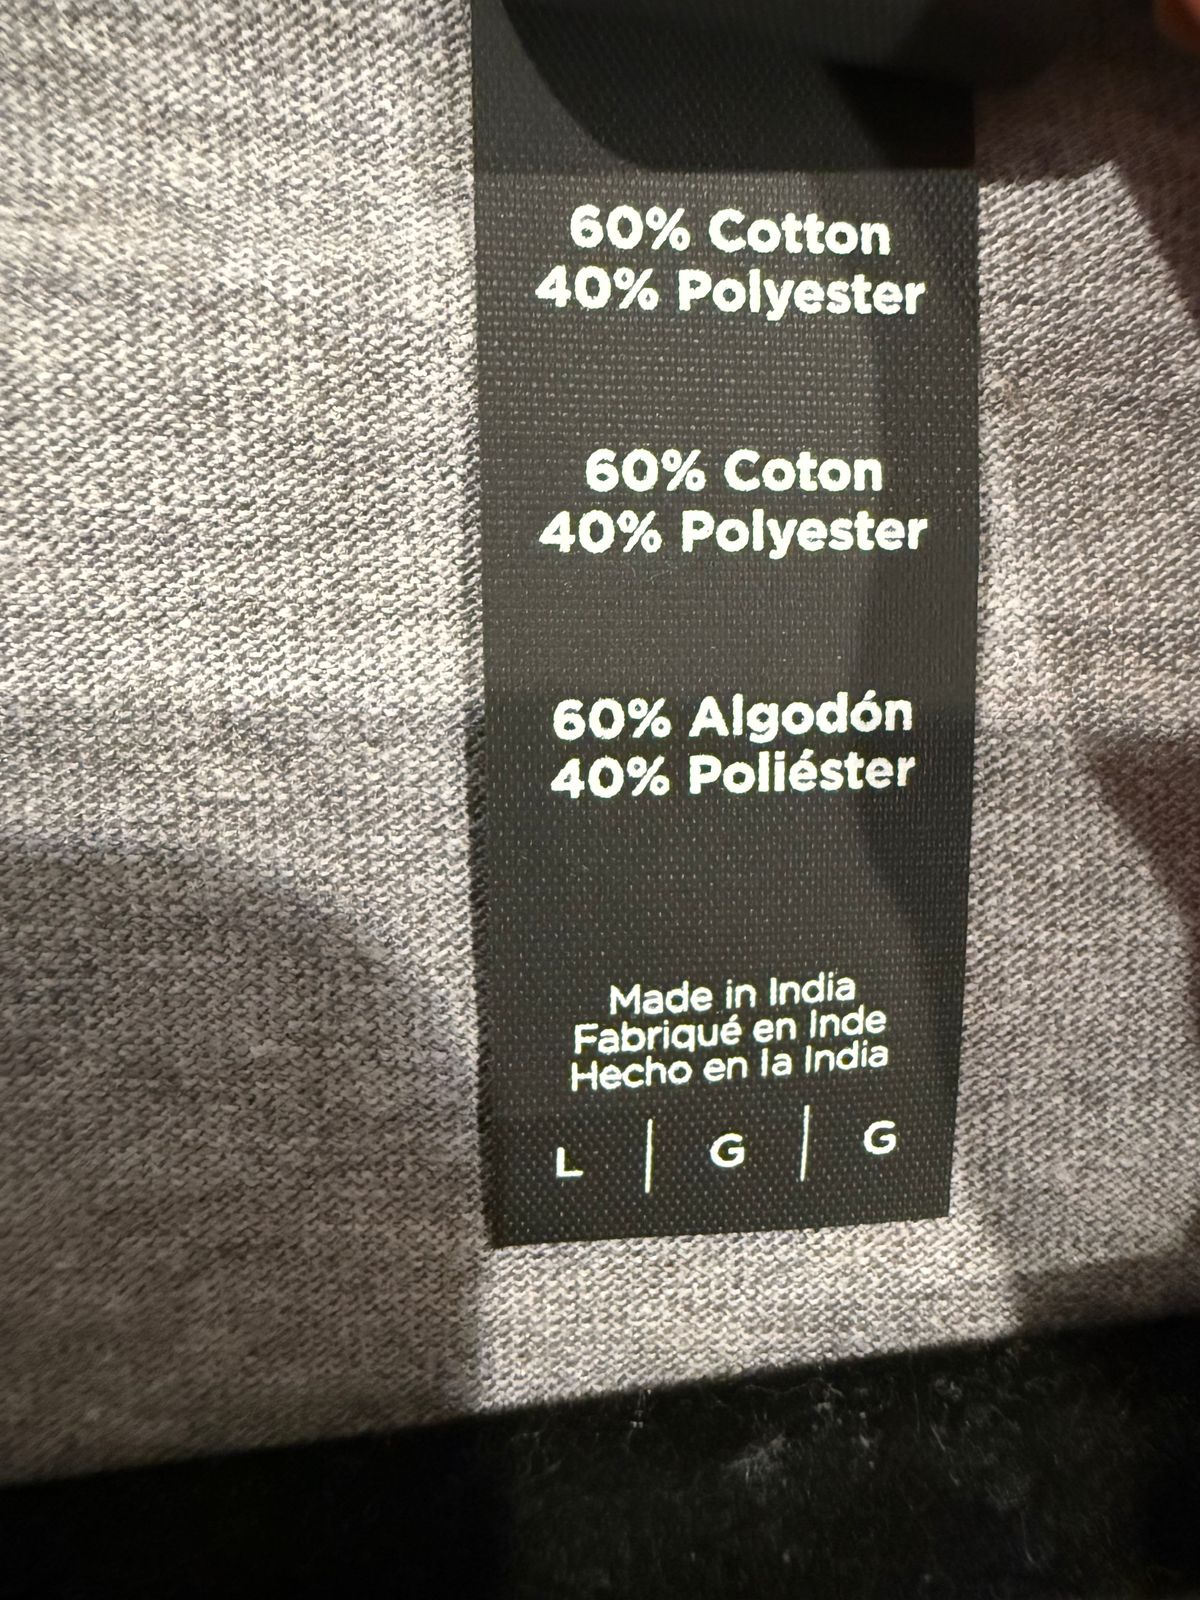 60% Cotton
40% Polyester
60% Coton
40% Polyester
60% Algodón
40% Poliéster
Made in India
Fabriqué en Inde
Hecho en la India
L | G | G